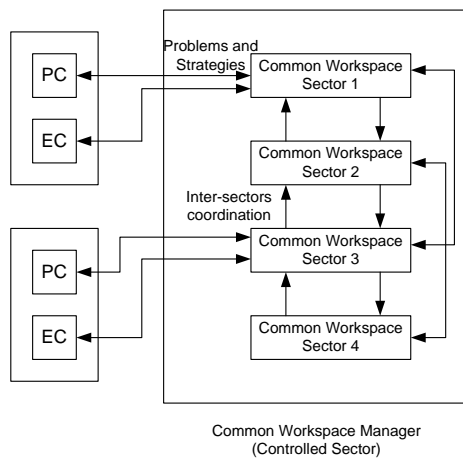 Problems and
Strategies
PC
EC
Common Workspace
Sector 1
Common Workspace
Sector 2
Inter-sectors
coordination
PC
EC
Common Workspace
Sector 3
Common Workspace
Sector 4
Common Workspace Manager
(Controlled Sector)